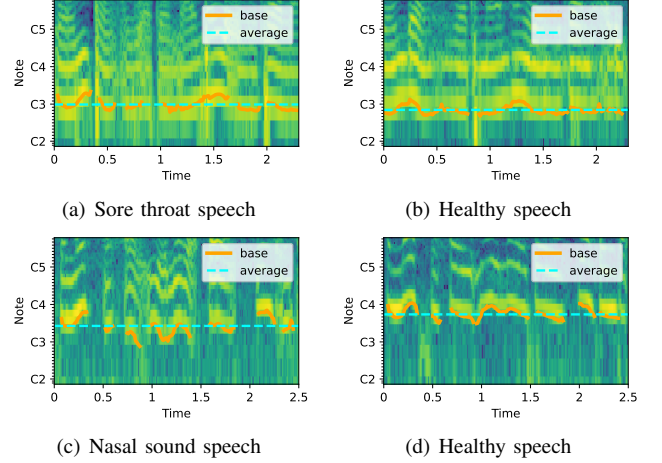 C5
C4
C3
C2
Note
base
average
0
0.5
1
1.5
2
Time
(a) Sore throat speech
C5
C4
C3
C2
Note
base
average
0
0.5
1
1.5
2
Time
(b) Healthy speech
C5
C4
C3
C2
Note
base
average
0
0.5
1
1.5
2
2.5
Time
(c) Nasal sound speech
C5
C4
C3
C2
Note
base
average
0
0.5
1
1.5
2
2.5
Time
(d) Healthy speech